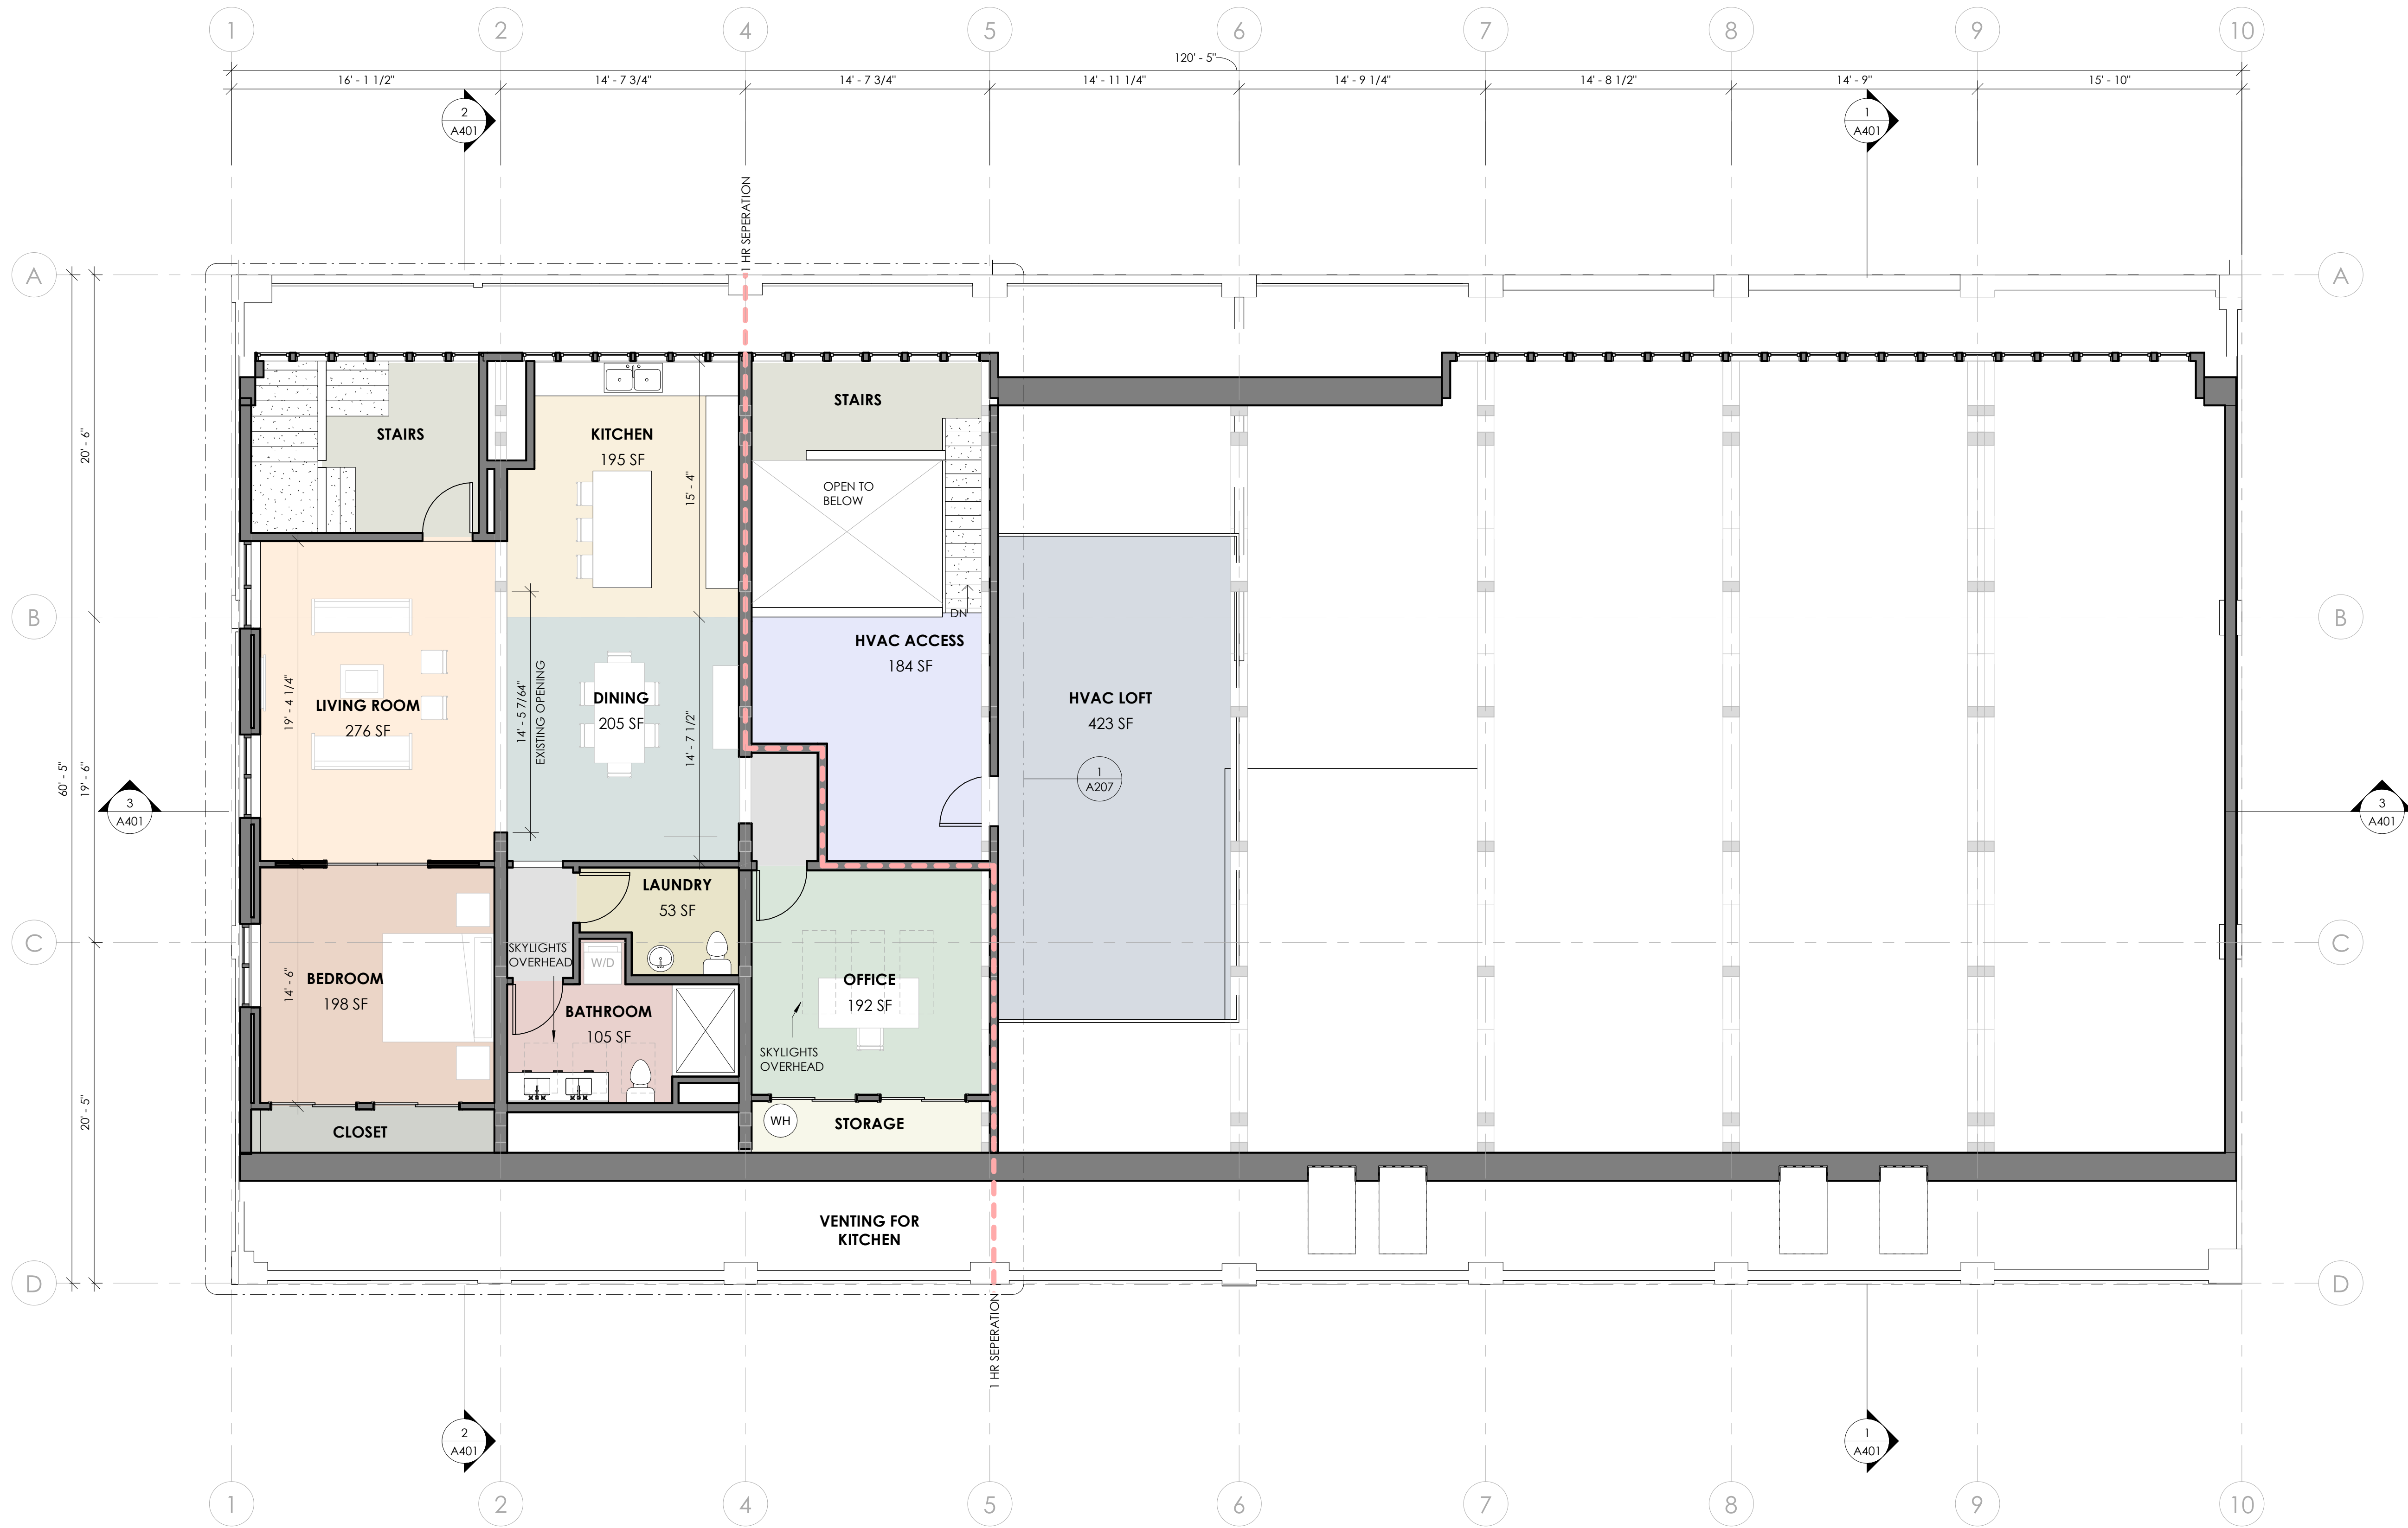 1 2 4 5 6 7 8 9 10
120' - 5"
16' - 1 1/2" 14' - 7 3/4" 14' - 7 3/4" 14' - 11 1/4" 14' - 9 1/4" 14' - 8 1/2" 14' - 9" 15' - 10"
2
A401
1
A401
1 HR SEPERATION
A A
STAIRS
STAIRS
KITCHEN
195 SF
20' - 6"
15' - 4"
OPEN TO
BELOW
DN
B B
HVAC ACCESS
184 SF
LIVING ROOM
276 SF
19' - 4 1/4"
14' - 5 7/64"
EXISTING OPENING
DINING
205 SF
14' - 7 1/2"
HVAC LOFT
423 SF
1
A207
60' - 5"
19' - 6"
3
A401
3
A401
LAUNDRY
53 SF
C C
SKYLIGHTS
OVERHEAD
W/D
BEDROOM
198 SF
14' - 6"
BATHROOM
105 SF
OFFICE
192 SF
SKYLIGHTS
OVERHEAD
20' - 5"
CLOSET
WH
STORAGE
VENTING FOR
KITCHEN
D D
1 HR SEPERATION
2
A401
1
A401
1 2 4 5 6 7 8 9 10